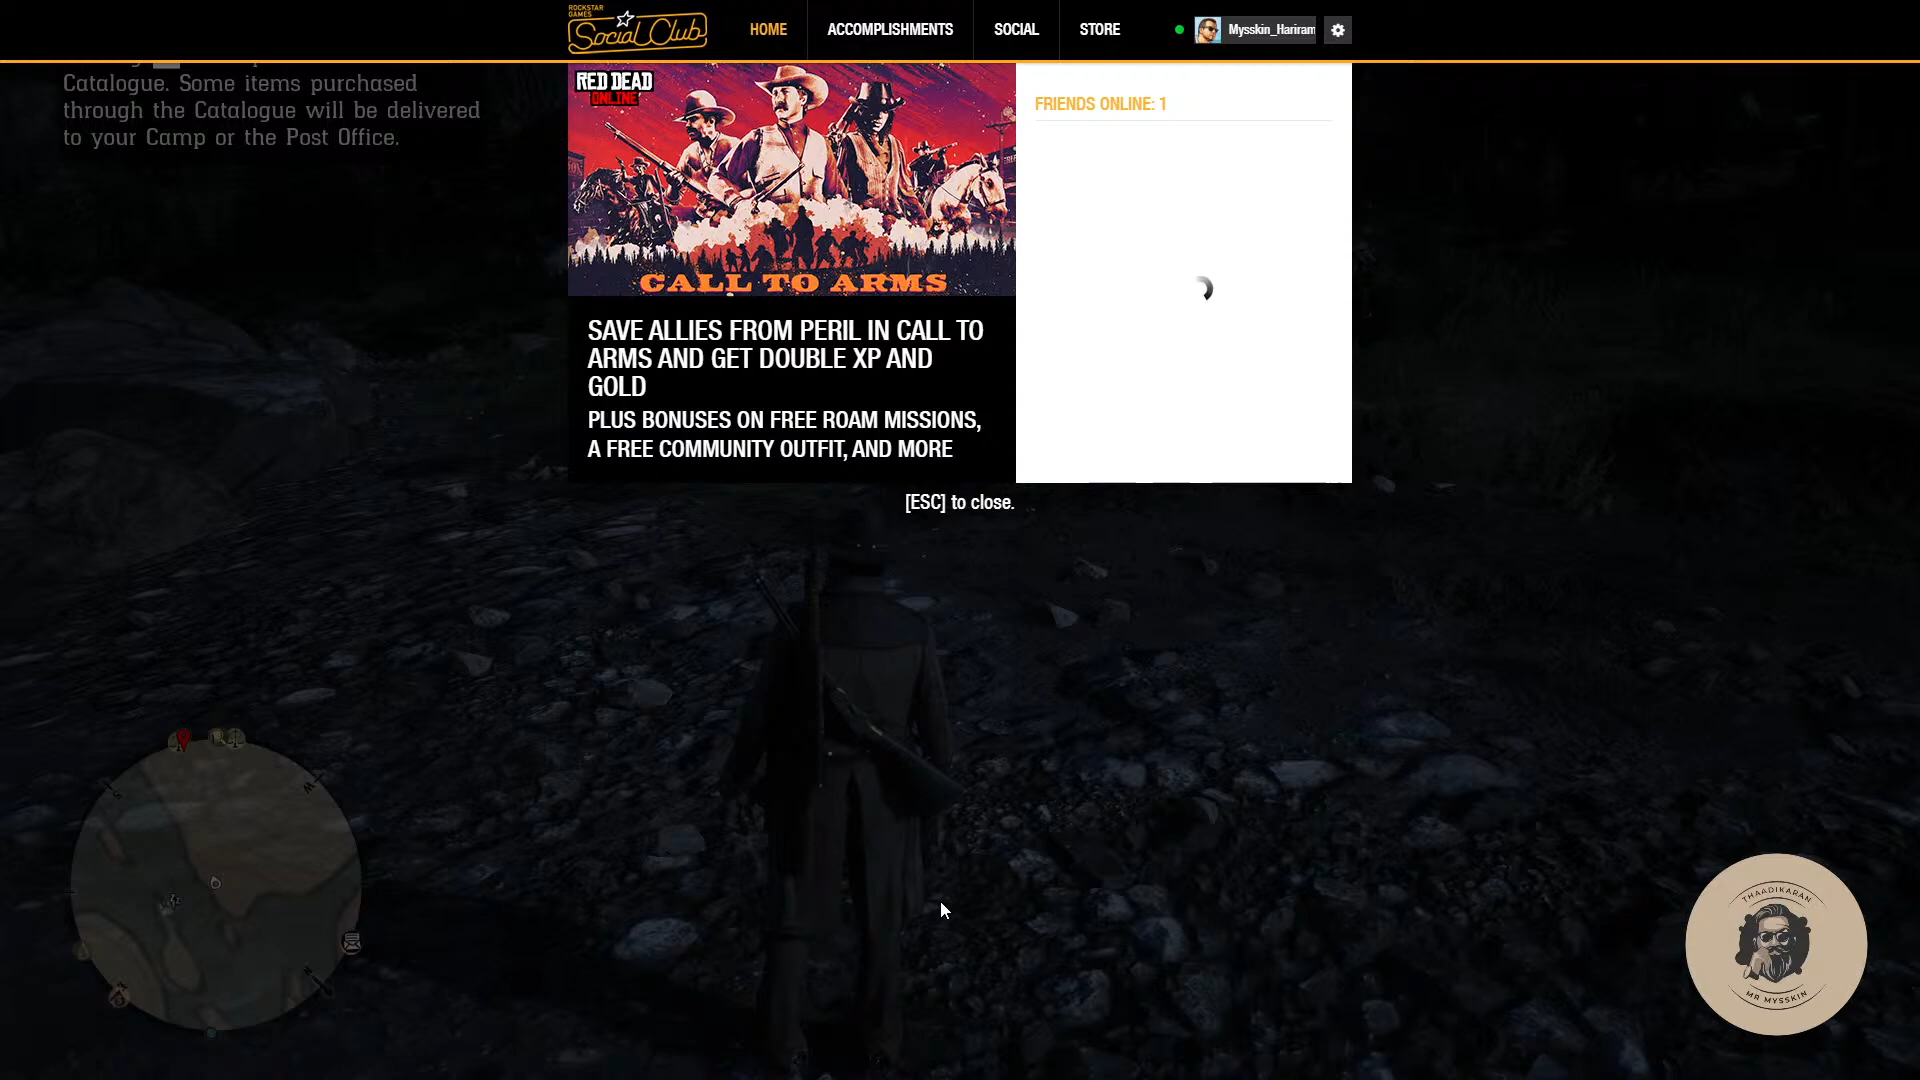 ROCKSTAR
GAMES
Social Club
HOME
ACCOMPLISHMENTS
SOCIAL
STORE
Mysskin_Hariram
Catalogue. Some items purchased
through the Catalogue will be delivered
to your Camp or the Post Office.
RED DEAD
ONLINE
CALL TO ARMS
SAVE ALLIES FROM PERIL IN CALL TO
ARMS AND GET DOUBLE XP AND
GOLD
PLUS BONUSES ON FREE ROAM MISSIONS,
A FREE COMMUNITY OUTFIT, AND MORE
FRIENDS ONLINE: 1
[ESC] to close.
THAADIKARAN
MR MYSSKIN